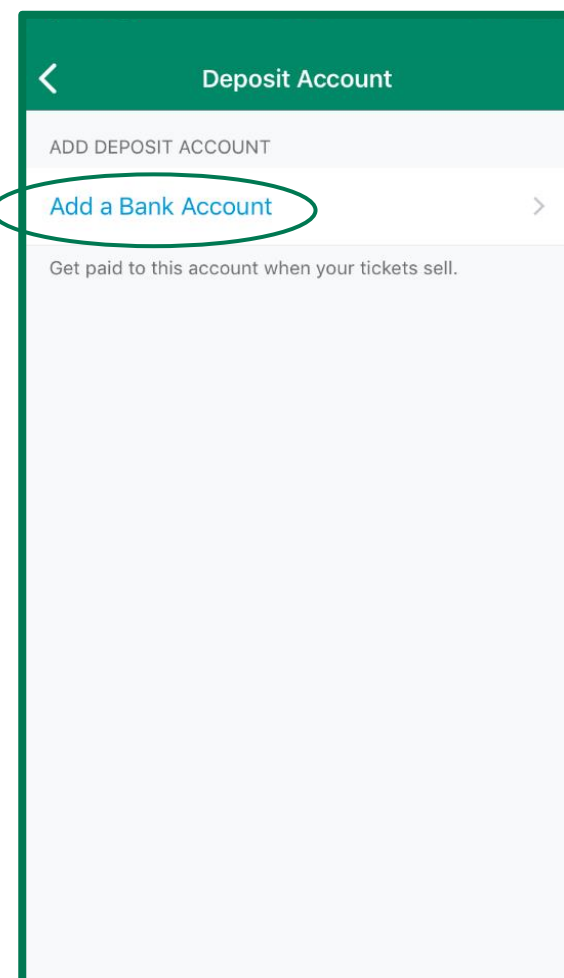 Deposit Account
ADD DEPOSIT ACCOUNT
Add a Bank Account
Get paid to this account when your tickets sell.